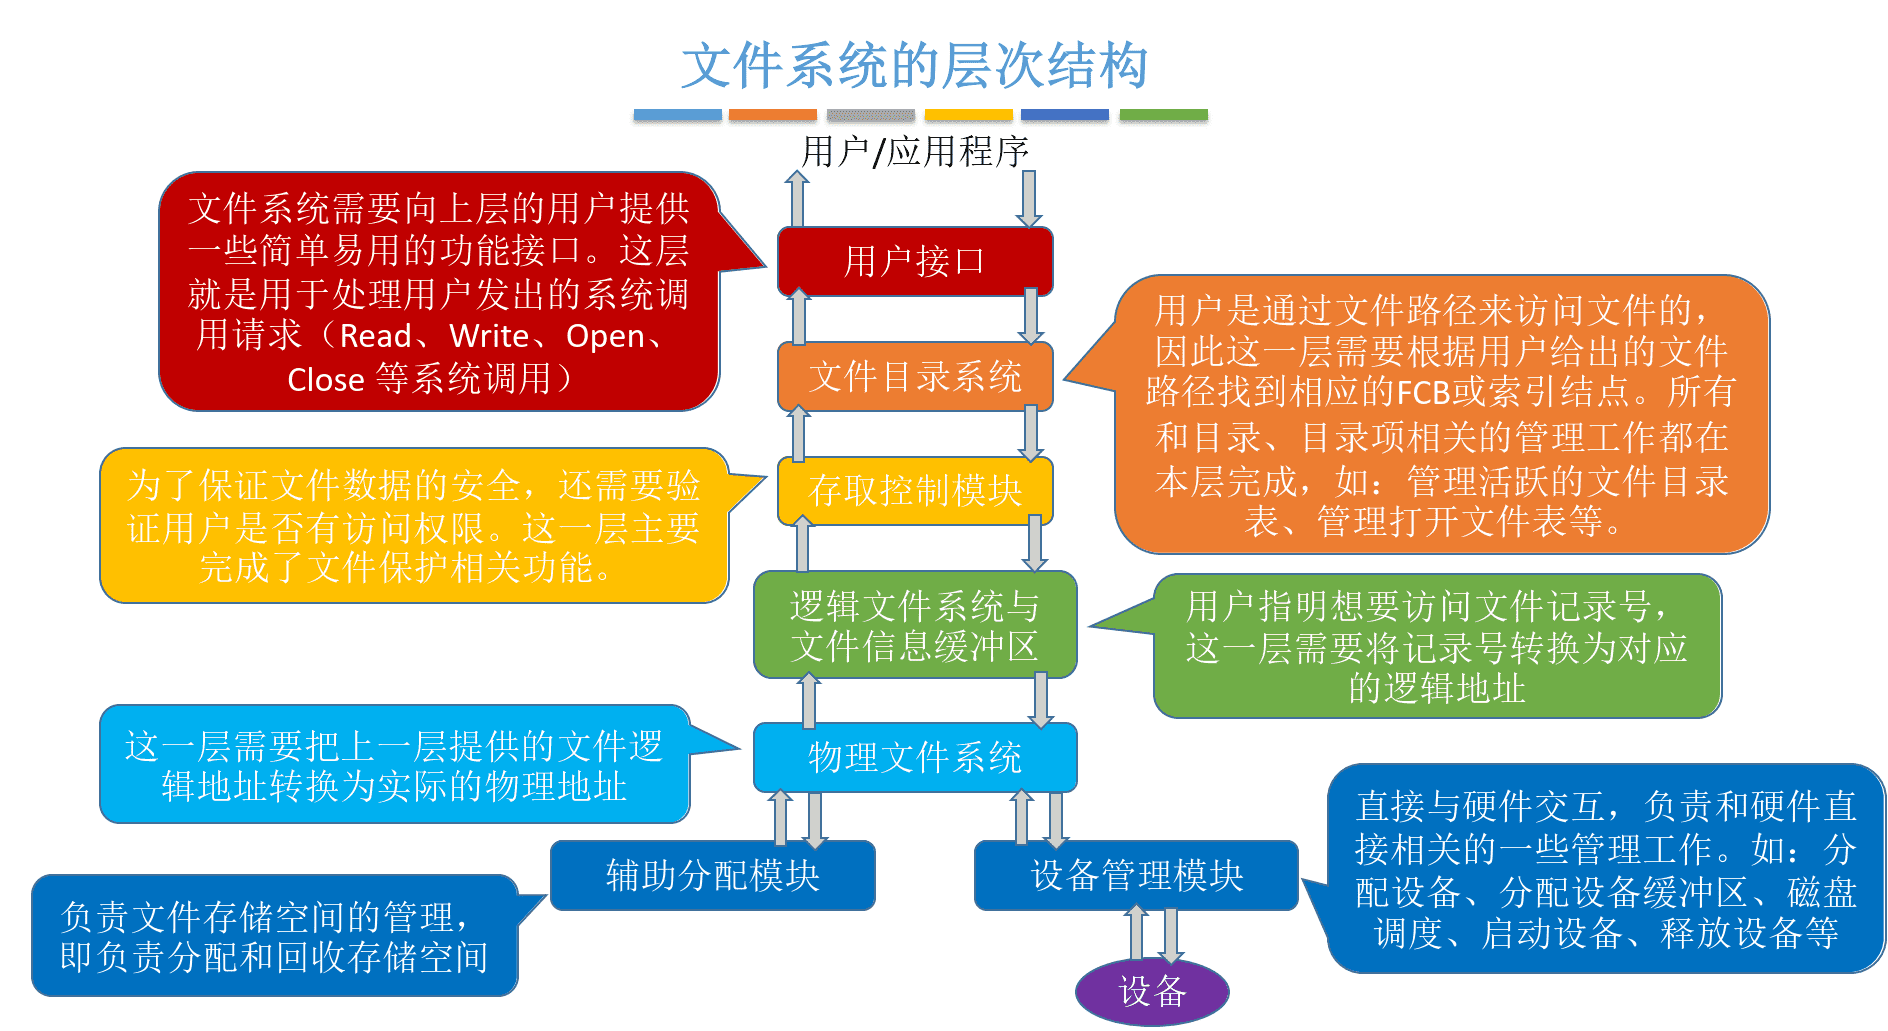 文件系统的层次结构
用户/应用程序
文件系统需要向上层的用户提供
一些简单易用的功能接口。这层
就是用于处理用户发出的系统调
用请求（Read、Write、Open、
Close 等系统调用）
用户接口
用户是通过文件路径来访问文件的，
因此这一层需要根据用户给出的文件
路径找到相应的FCB或索引结点。所有
和目录、目录项相关的管理工作都在
本层完成，如：管理活跃的文件目录
表、管理打开文件表等。
文件目录系统
为了保证文件数据的安全，还需要验
证用户是否有访问权限。这一层主要
完成了文件保护相关功能。
存取控制模块
逻辑文件系统与
文件信息缓冲区
用户指明想要访问文件记录号，
这一层需要将记录号转换为对应
的逻辑地址
这一层需要把上一层提供的文件逻
辑地址转换为实际的物理地址
物理文件系统
辅助分配模块
设备管理模块
直接与硬件交互，负责和硬件直
接相关的一些管理工作。如：分
配设备、分配设备缓冲区、磁盘
调度、启动设备、释放设备等
负责文件存储空间的管理，
即负责分配和回收存储空间
设备